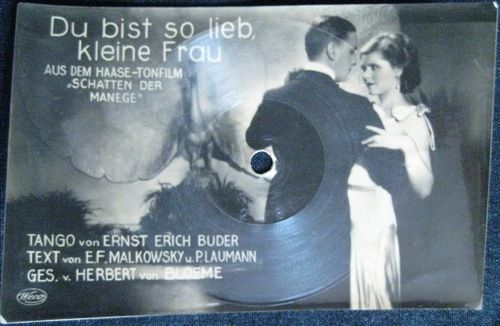 Du bist so lieb,
kleine Frau
AUS DEM HAASE-TONFILM
„SCHATTEN DER
MANEGE"
TANGO von ERNST ERICH BUDER
TEXT von E.F. MALKOWSKY u. P. LAUMANN
GES. v. HERBERT van BLOEME
Weco